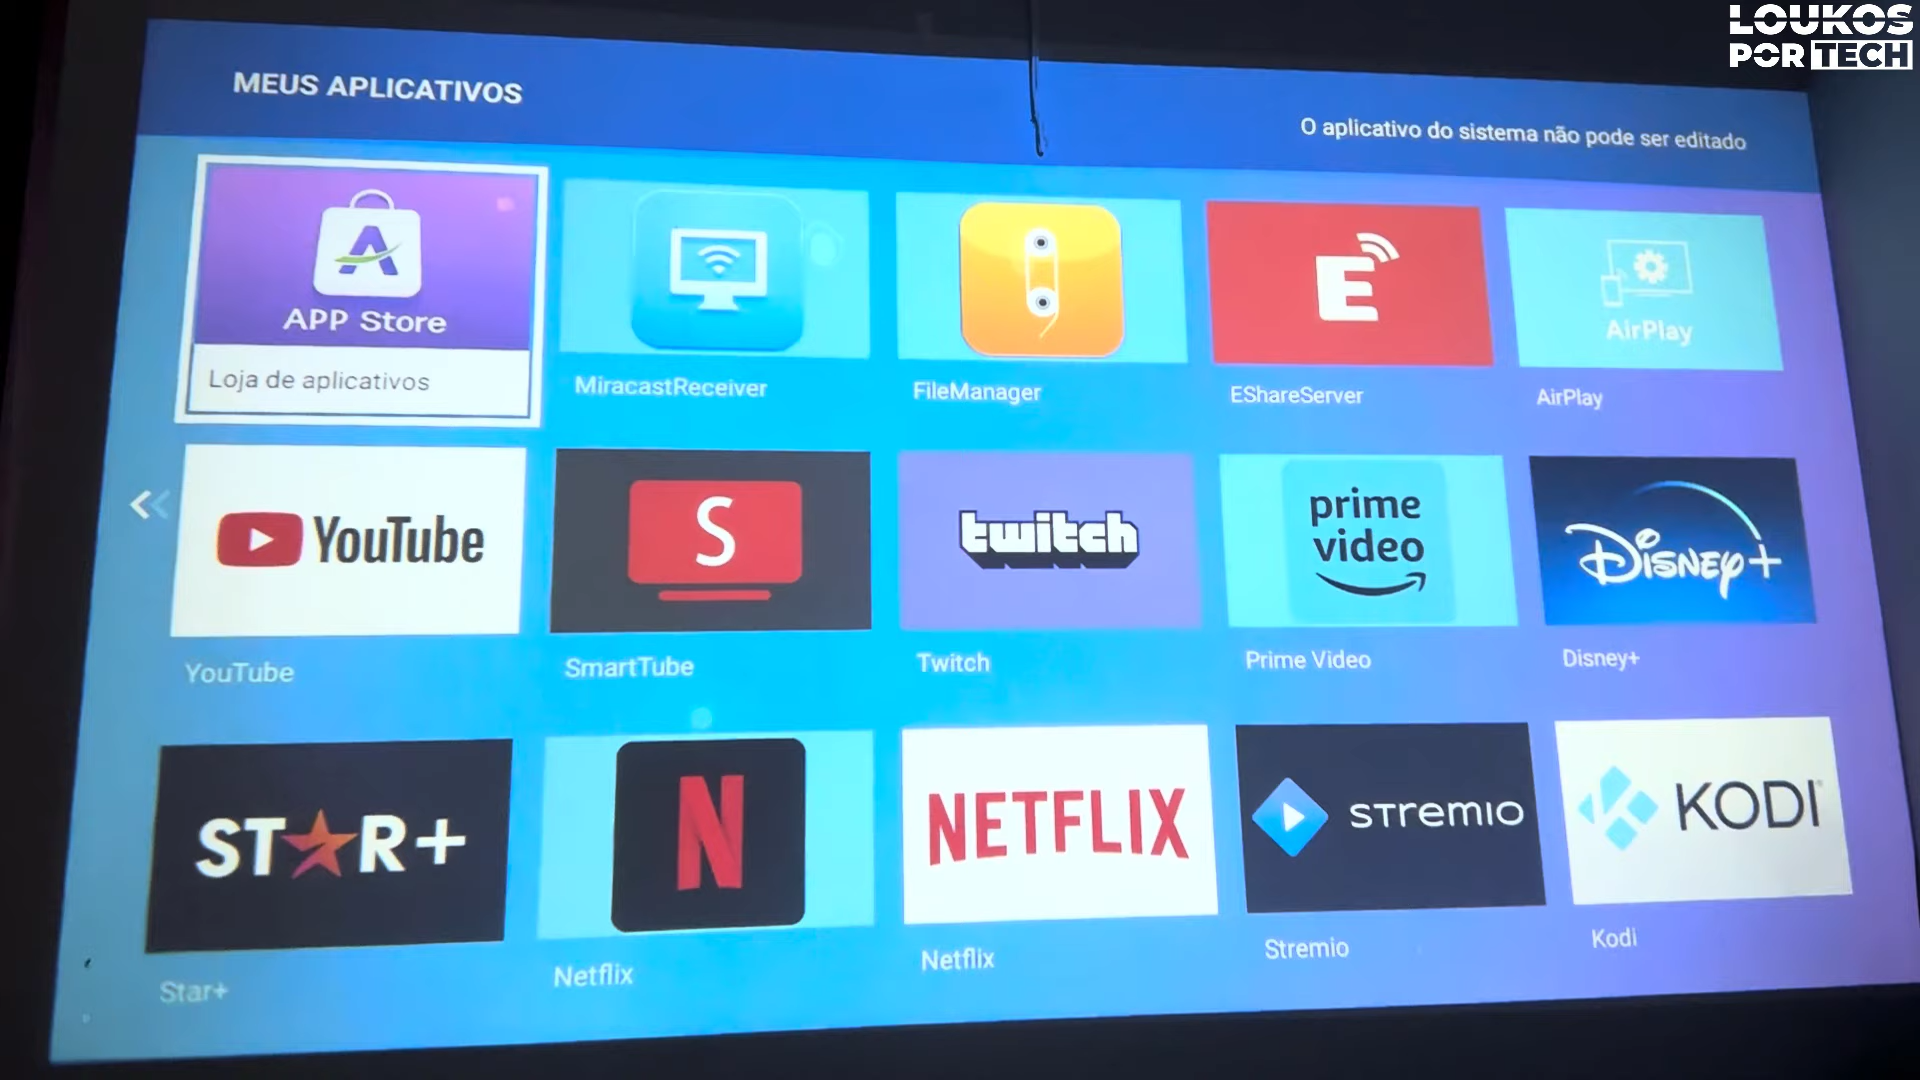 LOUKOS
POR TECH
MEUS APLICATIVOS
O aplicativo do sistema não pode ser editado
A
APP Store
E
AirPlay
Loja de aplicativos
MiracastReceiver
FileManager
EShareServer
AirPlay
YouTube
S
twitch
prime
video
Disney+
YouTube
SmartTube
Twitch
Prime Video
Disney+
STAR+
N
NETFLIX
STREMIO
KODI
Star+
Netflix
Netflix
Stremio
Kodi